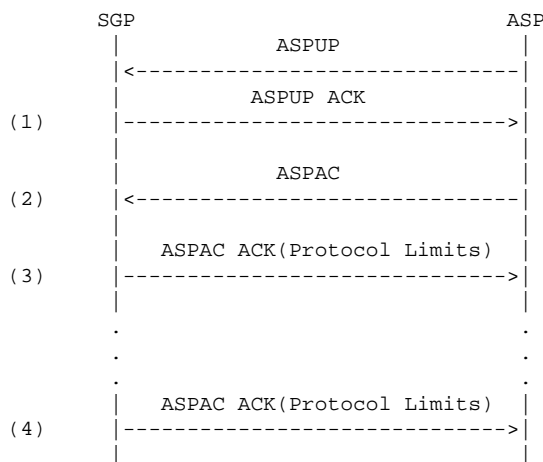 SGP ASP
ASPUP
ASPUP ACK
(1)
ASPAC
(2)
ASPAC ACK(Protocol Limits)
(3)
ASPAC ACK(Protocol Limits)
(4)